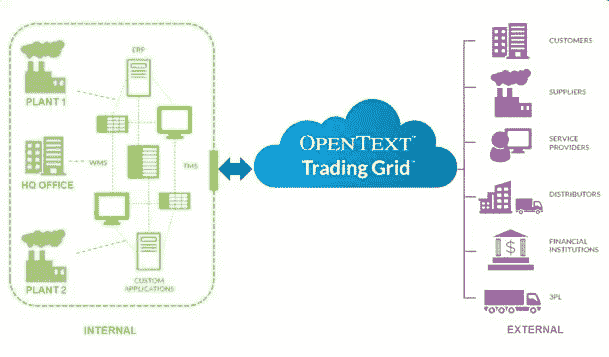 ERP
PLANT 1
WMS
TMS
HQ OFFICE
PLANT 2
CUSTOM
APPLICATIONS
INTERNAL
OPENTEXT™
Trading Grid™
CUSTOMERS
SUPPLIERS
SERVICE
PROVIDERS
DISTRIBUTORS
$
FINANCIAL
INSTITUTIONS
3PL
EXTERNAL